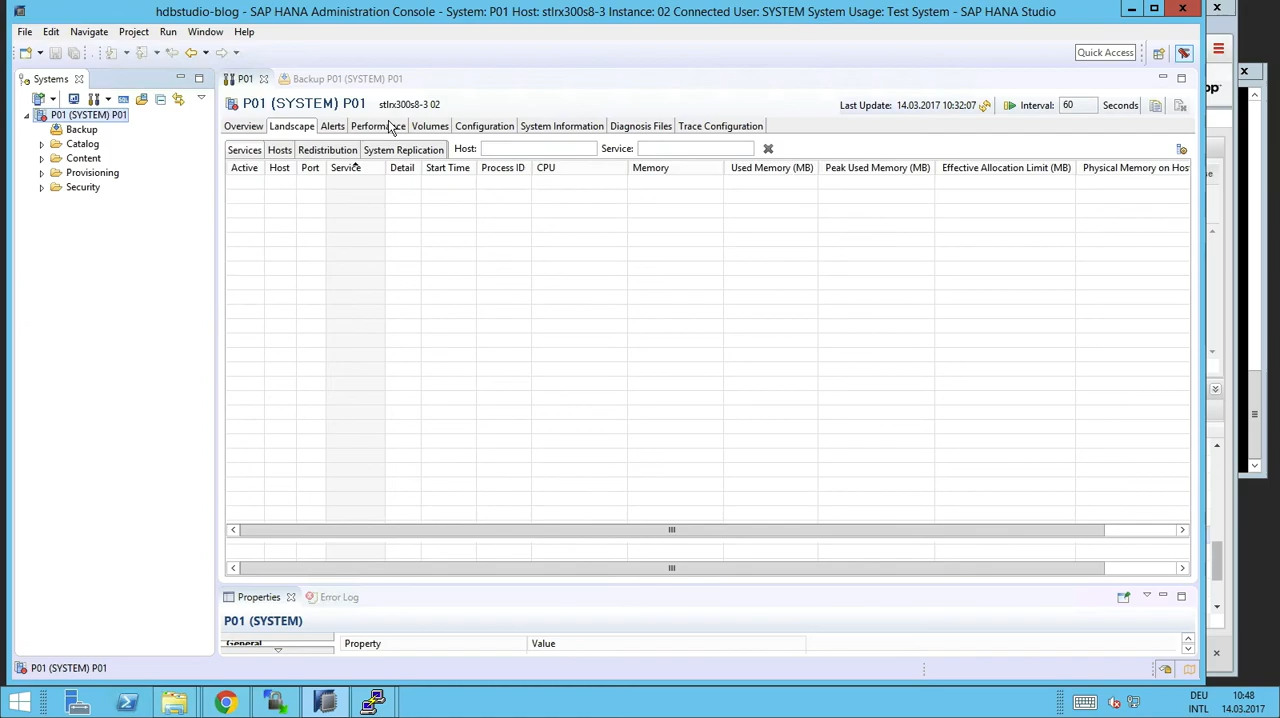 hdbstudio-blog - SAP HANA Administration Console - System: P01 Host: stlrx300s8-3 Instance: 02 Connected User: SYSTEM System Usage: Test System - SAP HANA Studio
File Edit Navigate Project Run Window Help
Quick Access
Systems
P01 (SYSTEM) P01
Backup
Catalog
Content
Provisioning
Security
P01 Backup P01 (SYSTEM) P01
P01 (SYSTEM) P01 stlrx300s8-3 02
Last Update: 14.03.2017 10:32:07 Interval: 60 Seconds
Overview Landscape Alerts Performance Volumes Configuration System Information Diagnosis Files Trace Configuration
Services Hosts Redistribution System Replication Host: Service:
Active Host Port Service Detail Start Time Process ID CPU Memory Used Memory (MB) Peak Used Memory (MB) Effective Allocation Limit (MB) Physical Memory on Hos
Properties Error Log
P01 (SYSTEM)
General Property Value
P01 (SYSTEM) P01
DEU 10:48
INTL 14.03.2017